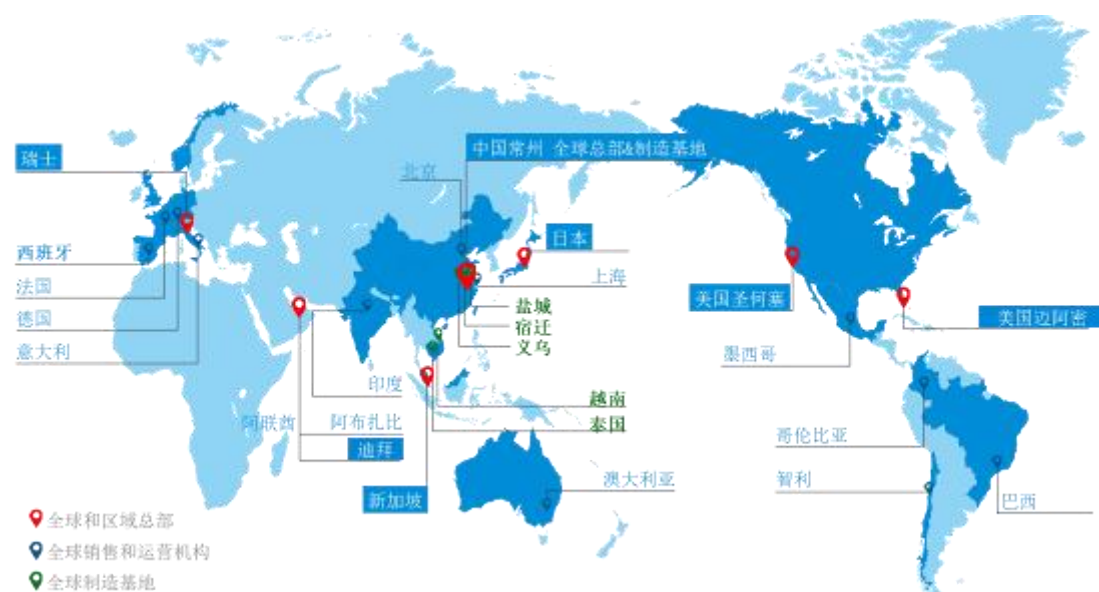 瑞士
中国常州 全球总部&制造基地
北京
日本
西班牙
上海
法国
美国圣何塞
盐城
德国
美国迈阿密
宿迁
意大利
义乌
墨西哥
印度
越南
阿联酋
阿布扎比
泰国
哥伦比亚
迪拜
澳大利亚
智利
新加坡
巴西
全球和区域总部
全球销售和运营机构
全球制造基地